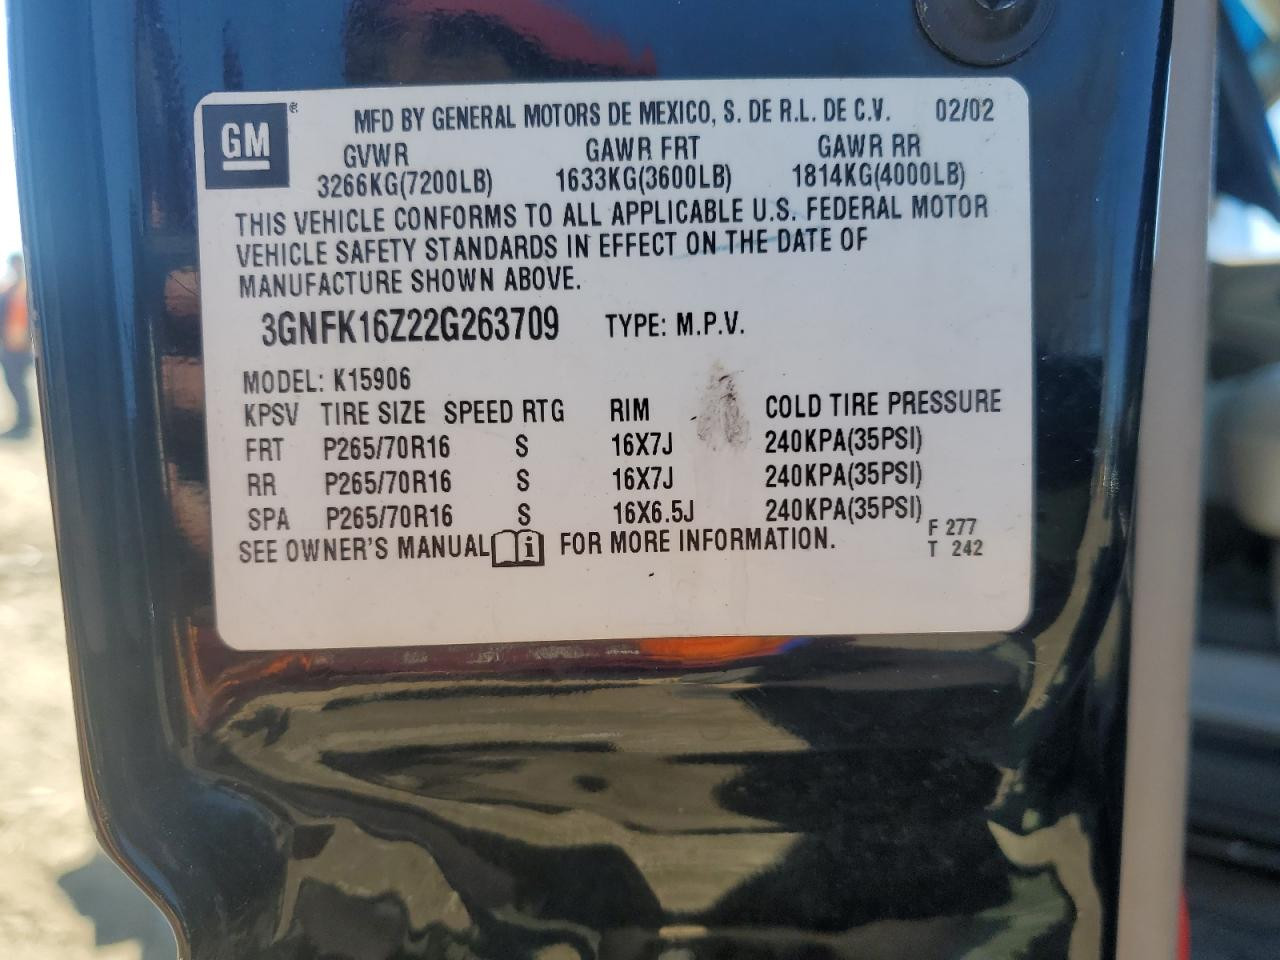 GM ®
MFD BY GENERAL MOTORS DE MEXICO, S. DE R.L. DE C.V. 02/02
GVWR GAWR FRT GAWR RR
3266KG(7200LB) 1633KG(3600LB) 1814KG(4000LB)
THIS VEHICLE CONFORMS TO ALL APPLICABLE U.S. FEDERAL MOTOR
VEHICLE SAFETY STANDARDS IN EFFECT ON THE DATE OF
MANUFACTURE SHOWN ABOVE.
3GNFK16Z22G263709 TYPE: M.P.V.
MODEL: K15906
KPSV TIRE SIZE SPEED RTG RIM COLD TIRE PRESSURE
FRT P265/70R16 S 16X7J 240KPA(35PSI)
RR P265/70R16 S 16X7J 240KPA(35PSI)
SPA P265/70R16 S 16X6.5J 240KPA(35PSI)
SEE OWNER'S MANUAL i FOR MORE INFORMATION.
F 277
T 242